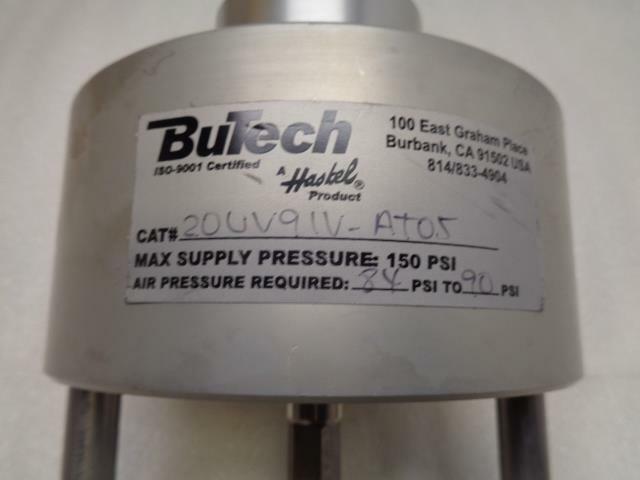 BuTech
ISO-9001 Certified
A Haskel®
Product
100 East Graham Place
Burbank, CA 91502 USA
814/833-4904
CAT# 20UV91V-AT05
MAX SUPPLY PRESSURE: 150 PSI
AIR PRESSURE REQUIRED: 84 PSI TO 90 PSI